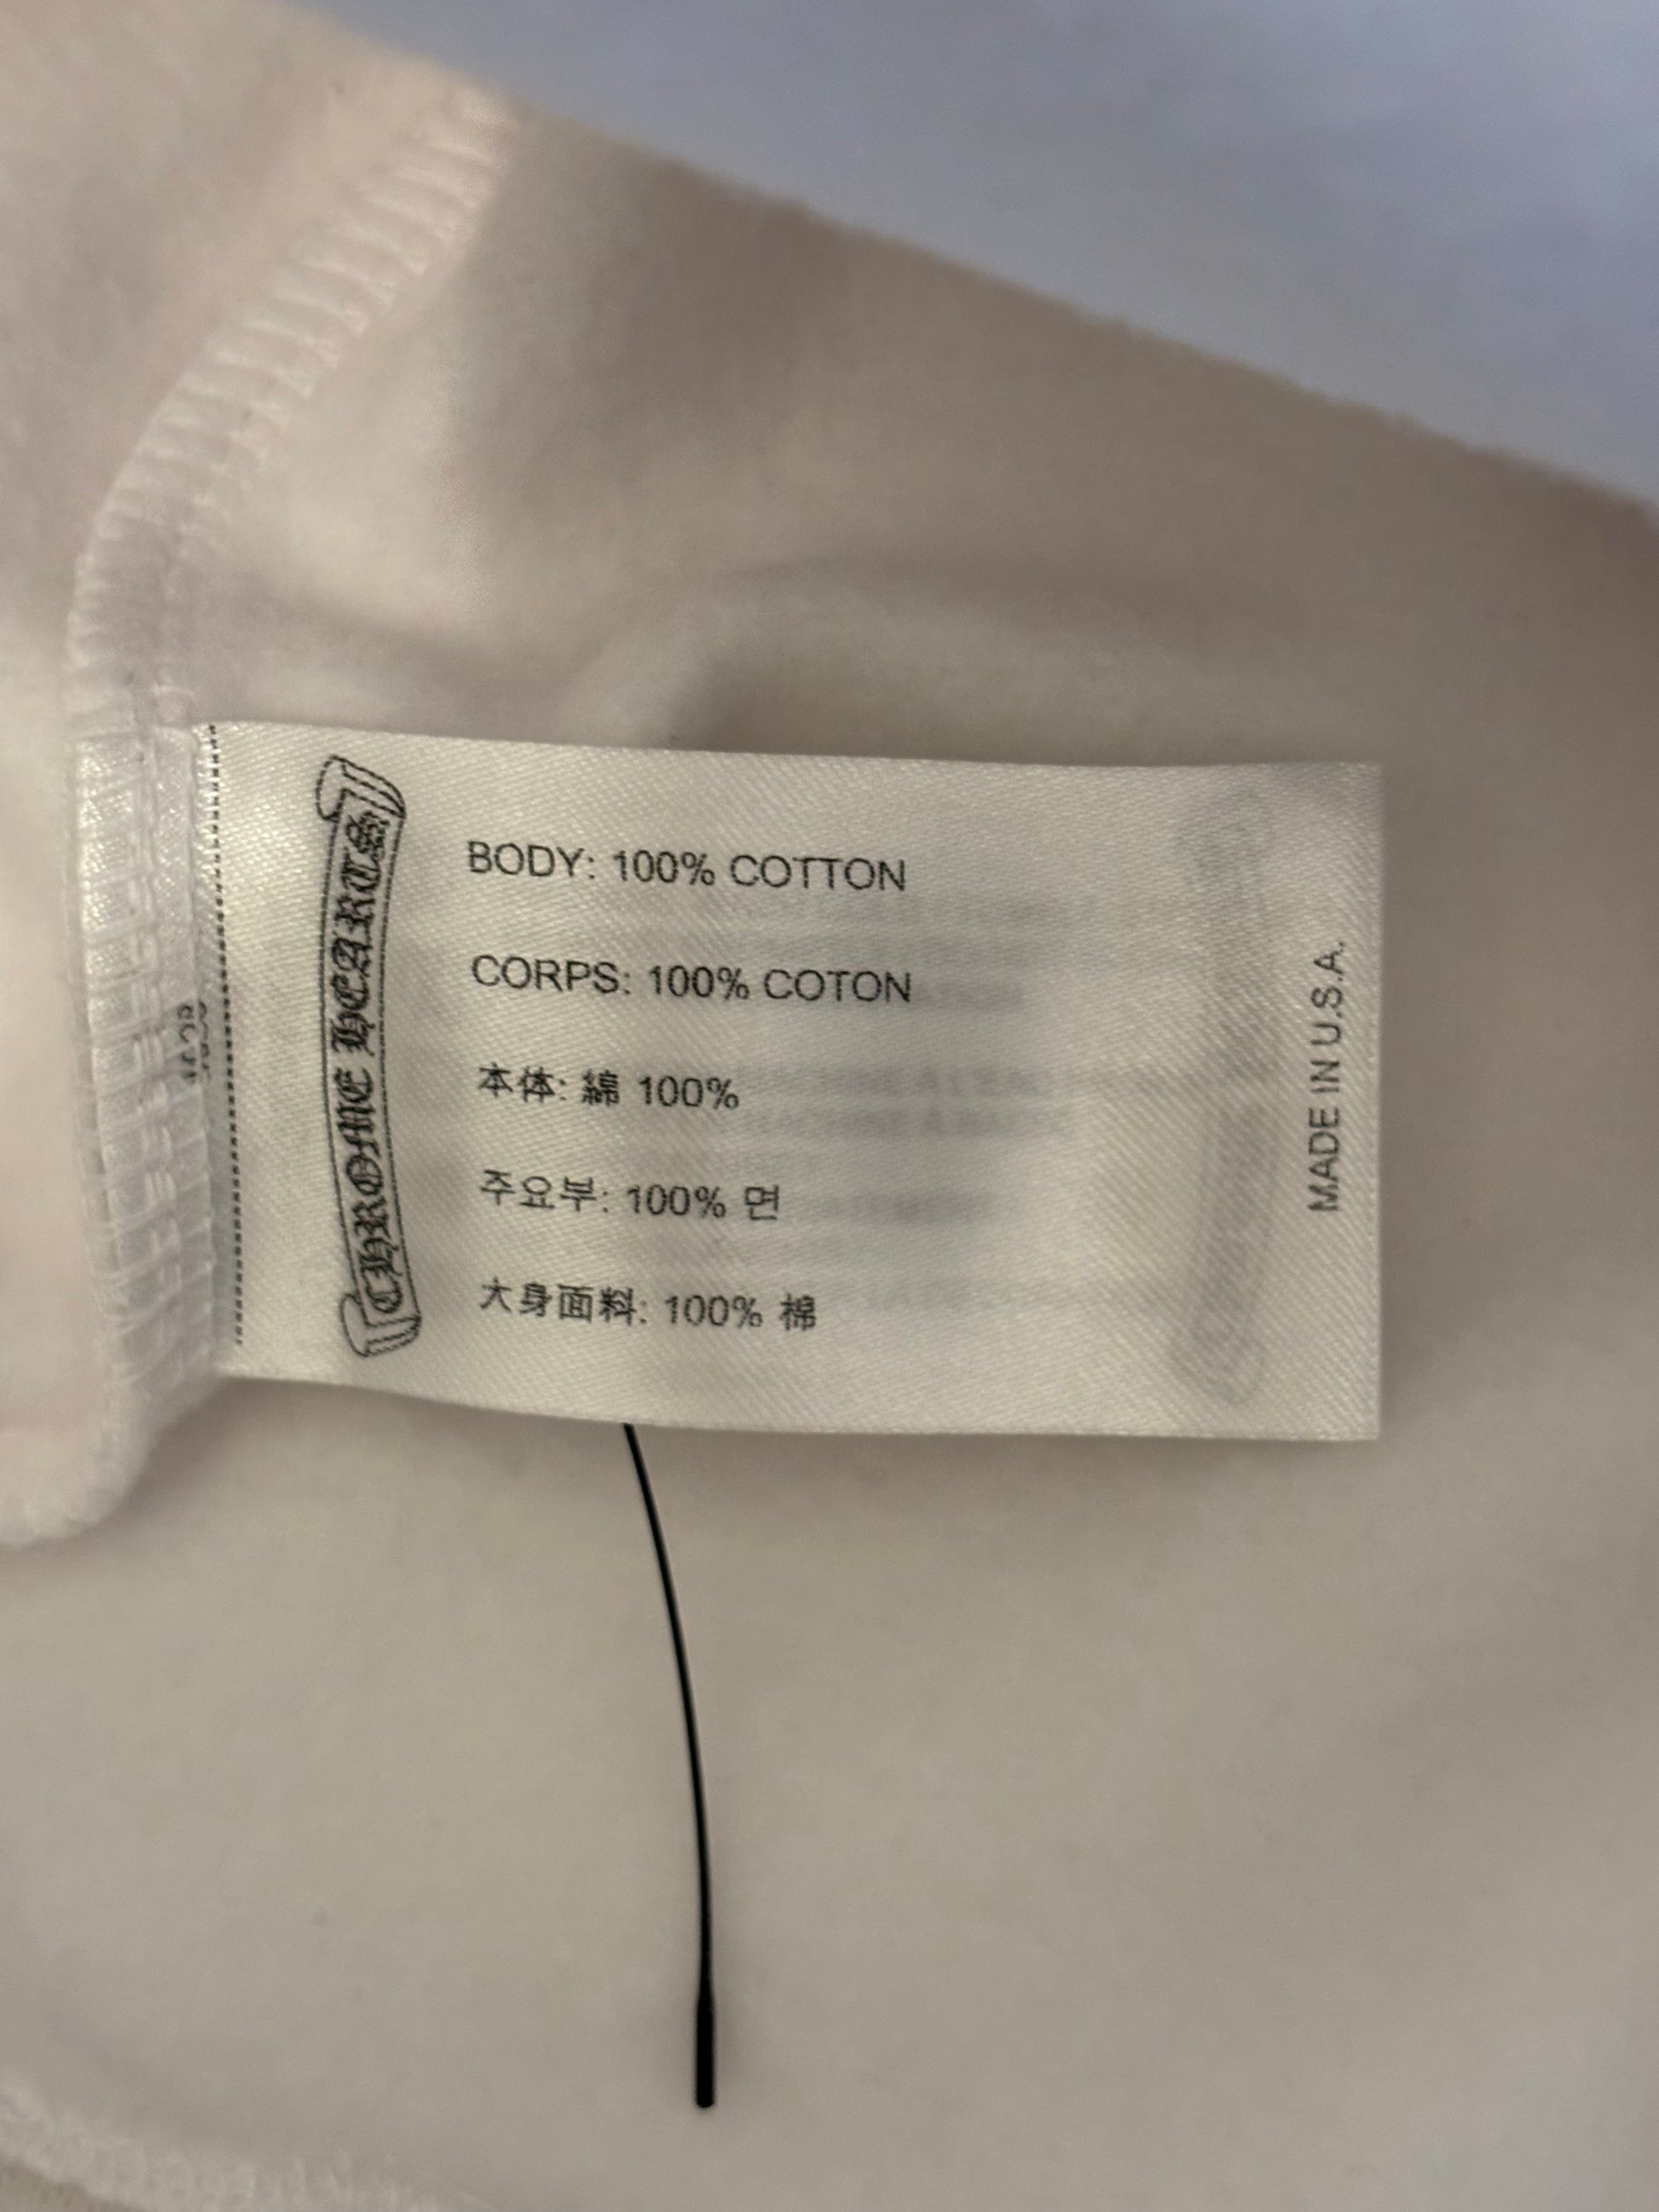 CHROME HEARTS
BODY: 100% COTTON
CORPS: 100% COTON
本体: 綿 100%
주요부: 100% 면
大身面料: 100% 棉
MADE IN U.S.A.